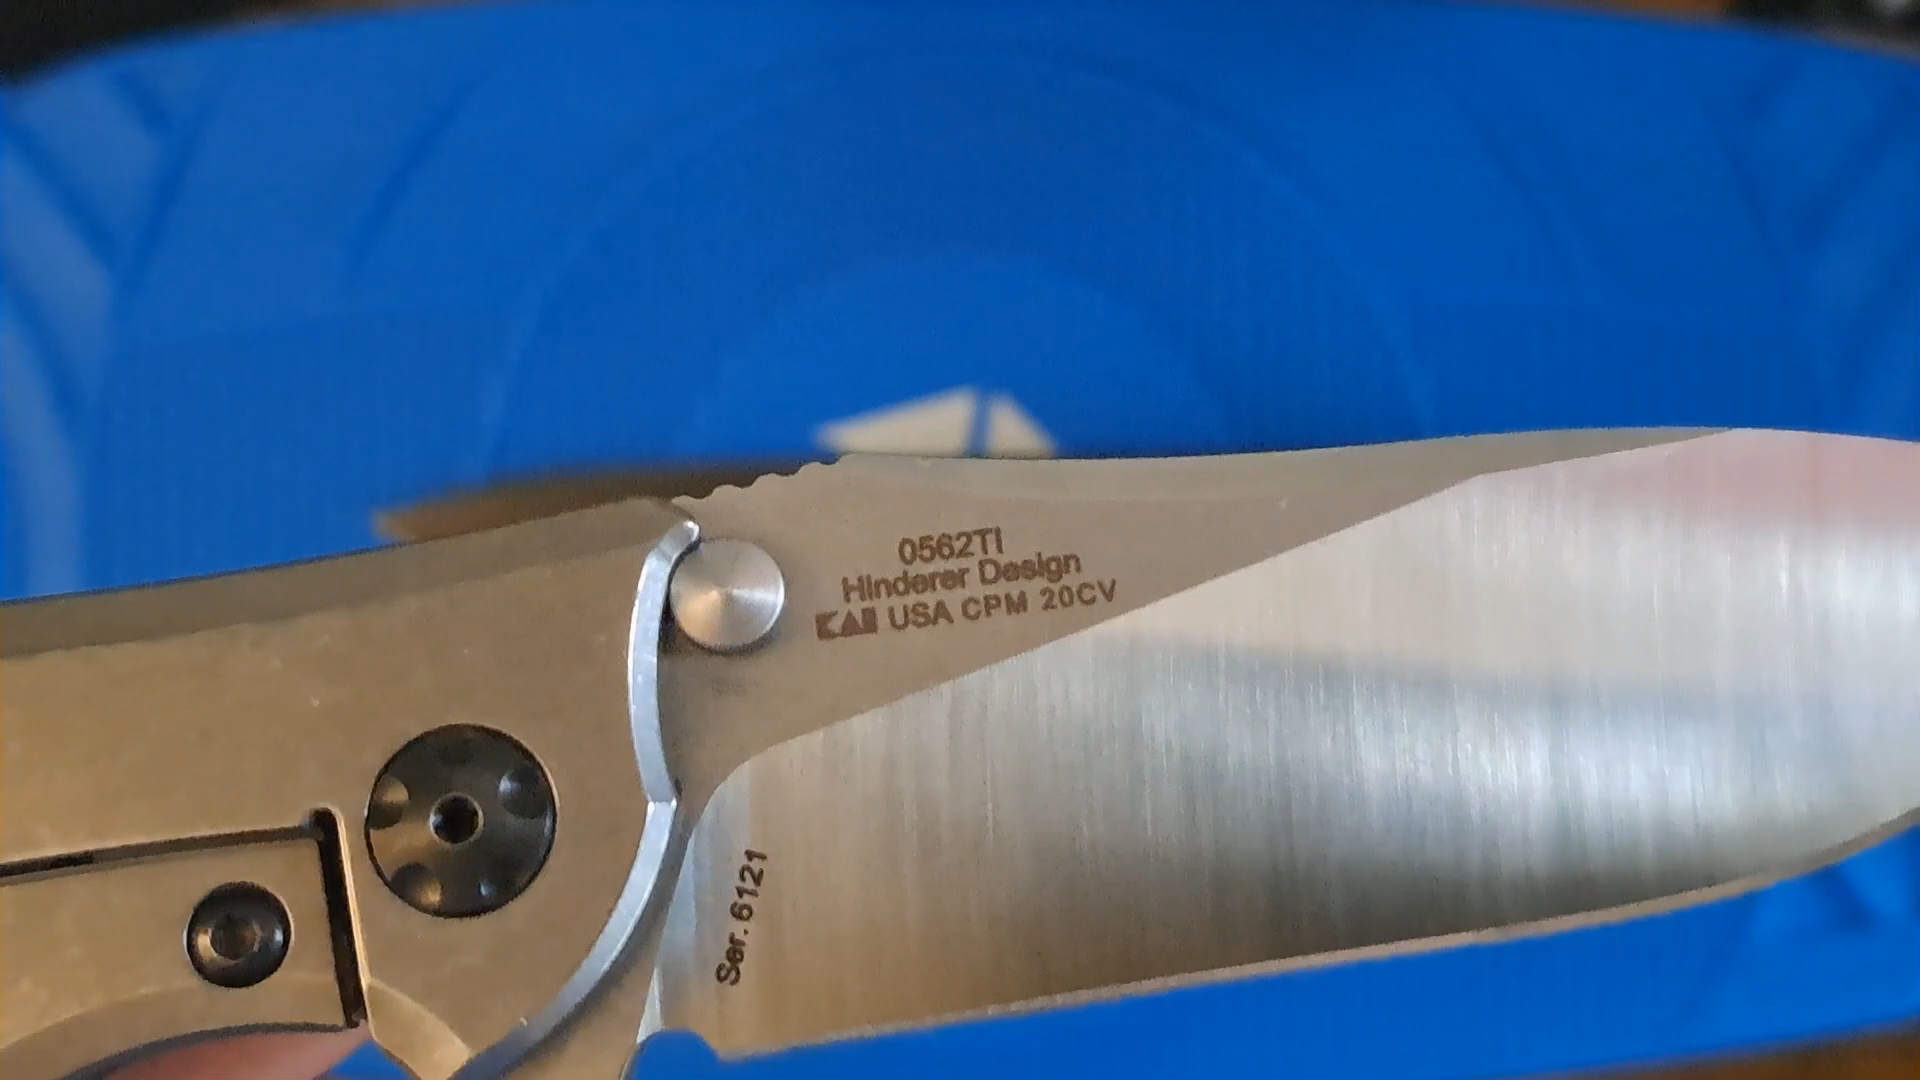 0562TI
Hinderer Design
KAI USA CPM 20CV
Ser. 6121